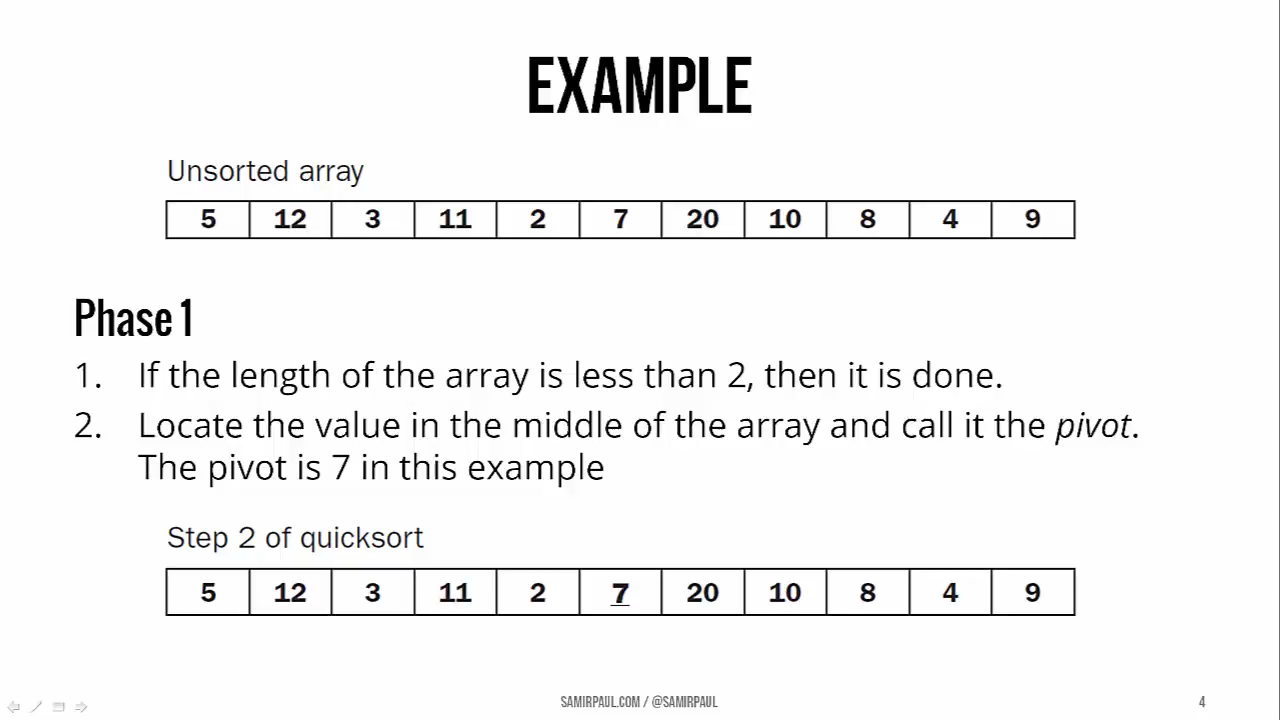 EXAMPLE
Unsorted array
5 12 3 11 2 7 20 10 8 4 9
Phase 1
1. If the length of the array is less than 2, then it is done.
2. Locate the value in the middle of the array and call it the pivot.
The pivot is 7 in this example
Step 2 of quicksort
5 12 3 11 2 7 20 10 8 4 9
SAMIRPAUL.COM / @SAMIRPAUL
4